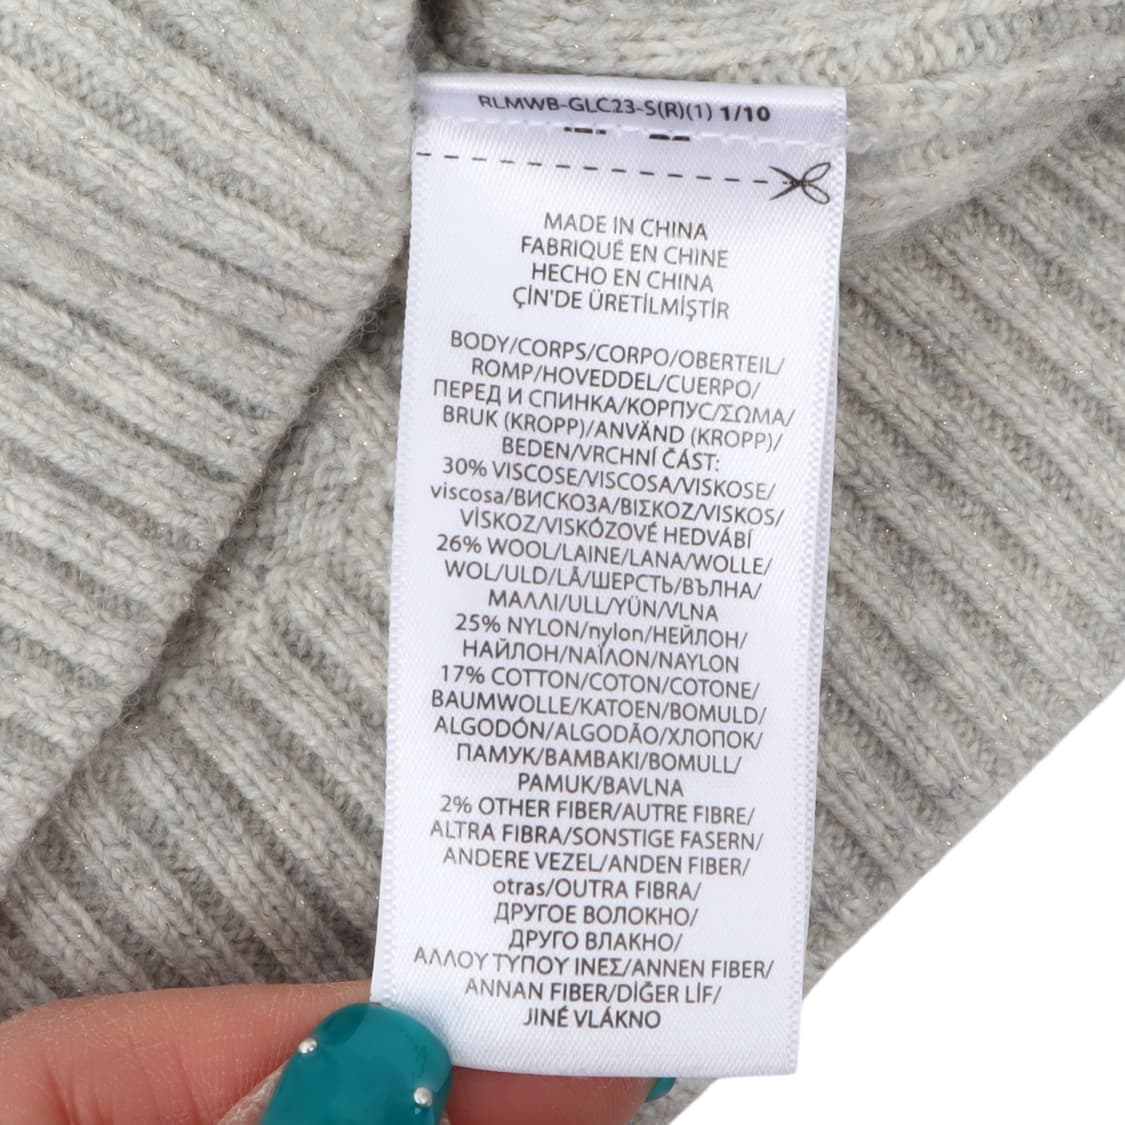 RLMWB-GLC23-S(R)(1) 1/10
MADE IN CHINA
FABRIQUÉ EN CHINE
HECHO EN CHINA
ÇİN'DE ÜRETİLMİŞTİR
BODY/CORPS/CORPO/OBERTEIL/
ROMP/HOVEDDEL/CUERPO/
ПЕРЕД И СПИНКА/КОРПУС/ΣΩΜΑ/
BRUK (KROPP)/ANVÄND (KROPP)/
BEDEN/VRCHNÍ ČÁST:
30% VISCOSE/VISCOSA/VISKOSE/
viscosa/ВИСКОЗА/ΒΙΣΚΟΖ/VISKOS/
VİSKOZ/VISKÓZOVÉ HEDVÁBÍ
26% WOOL/LAINE/LANA/WOLLE/
WOL/ULD/LÃ/ШЕРСТЬ/ВЪЛНА/
ΜΑΛΛΙ/ULL/YÜN/VLNA
25% NYLON/nylon/НЕЙЛОН/
НАЙЛОН/ΝΑΪΛΟΝ/NAYLON
17% COTTON/COTON/COTONE/
BAUMWOLLE/KATOEN/BOMULD/
ALGODÓN/ALGODÃO/ХЛОПОК/
ПАМУК/ΒΑΜΒΑΚΙ/BOMULL/
PAMUK/BAVLNA
2% OTHER FIBER/AUTRE FIBRE/
ALTRA FIBRA/SONSTIGE FASERN/
ANDERE VEZEL/ANDEN FIBER/
otras/OUTRA FIBRA/
ДРУГОЕ ВОЛОКНО/
ДРУГО ВЛАКНО/
ΑΛΛΟΥ ΤΥΠΟΥ ΙΝΕΣ/ANNEN FIBER/
ANNAN FIBER/DİĞER LİF/
JINÉ VLÁKNO